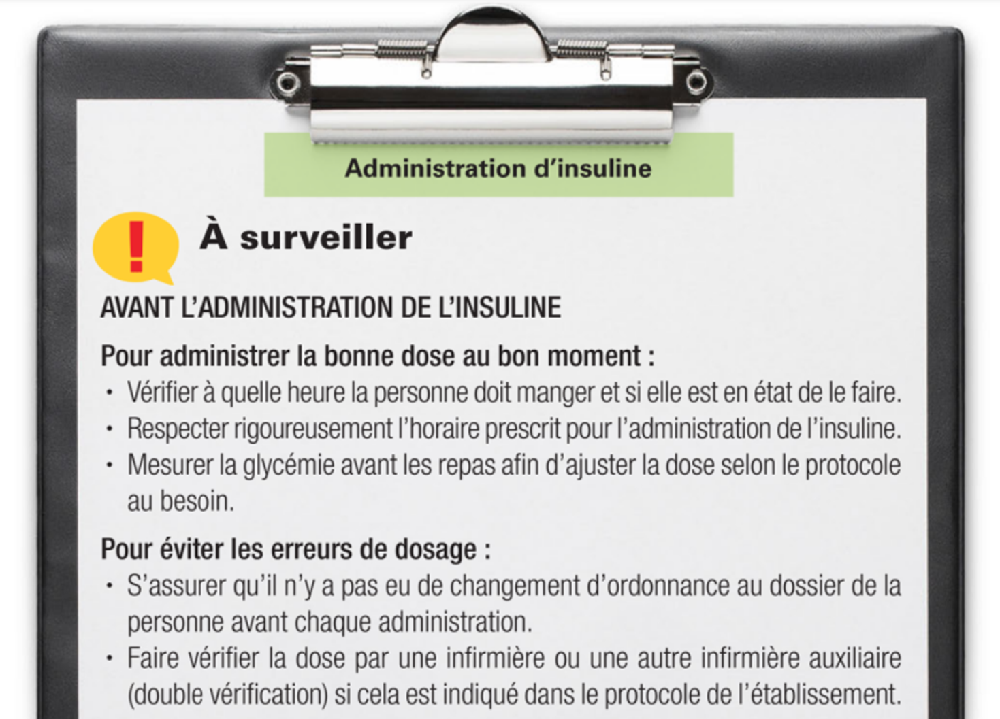 Administration d’insuline
!
À surveiller
AVANT L’ADMINISTRATION DE L’INSULINE
Pour administrer la bonne dose au bon moment :
• Vérifier à quelle heure la personne doit manger et si elle est en état de le faire.
• Respecter rigoureusement l’horaire prescrit pour l’administration de l’insuline.
• Mesurer la glycémie avant les repas afin d’ajuster la dose selon le protocole
au besoin.
Pour éviter les erreurs de dosage :
• S’assurer qu’il n’y a pas eu de changement d’ordonnance au dossier de la
personne avant chaque administration.
• Faire vérifier la dose par une infirmière ou une autre infirmière auxiliaire
(double vérification) si cela est indiqué dans le protocole de l’établissement.